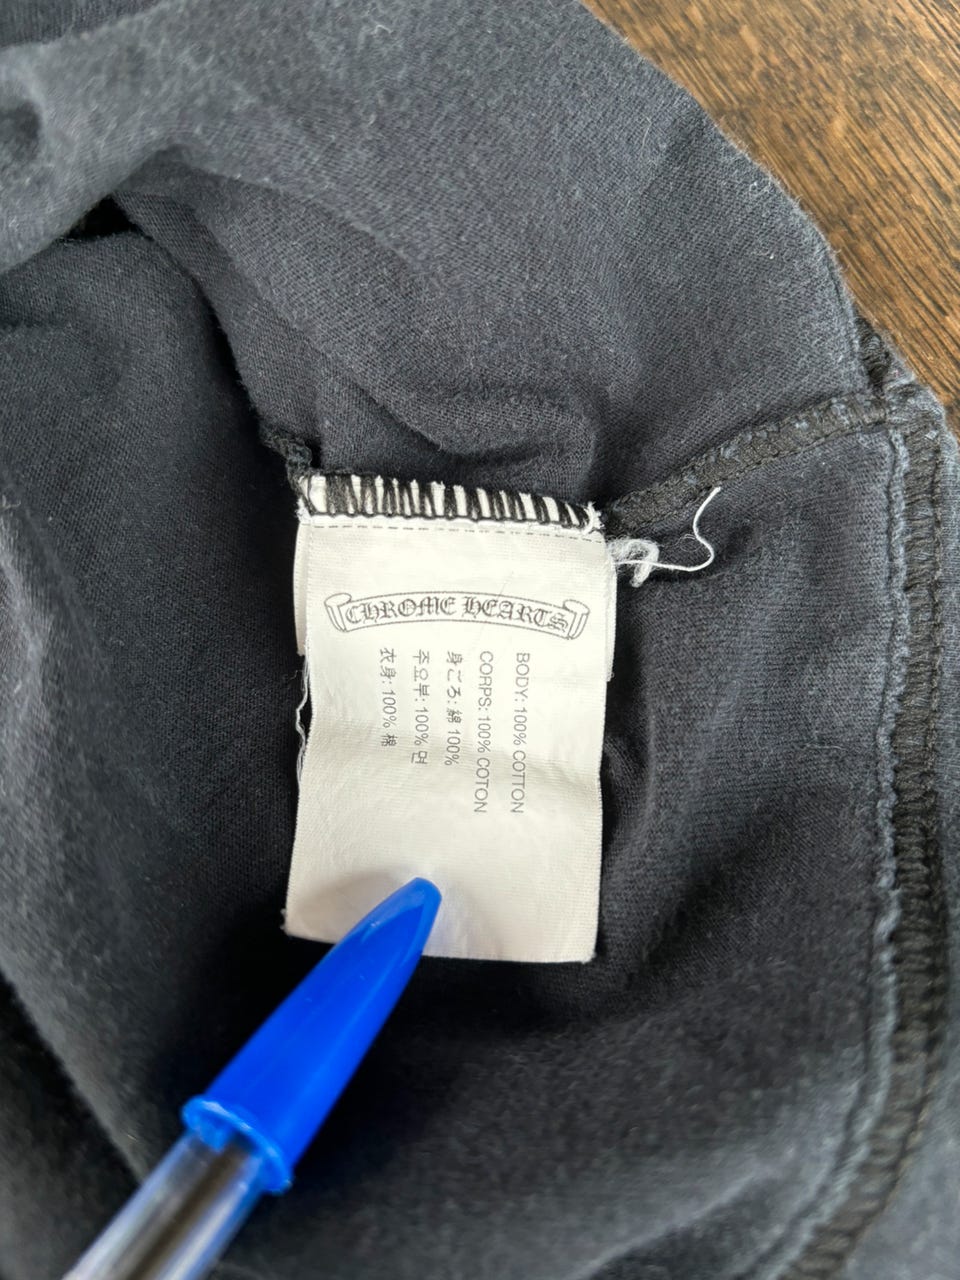 CHROME HEARTS
BODY: 100% COTTON
CORPS: 100% COTON
身ごろ: 綿 100%
주요부: 100% 면
衣身: 100% 棉